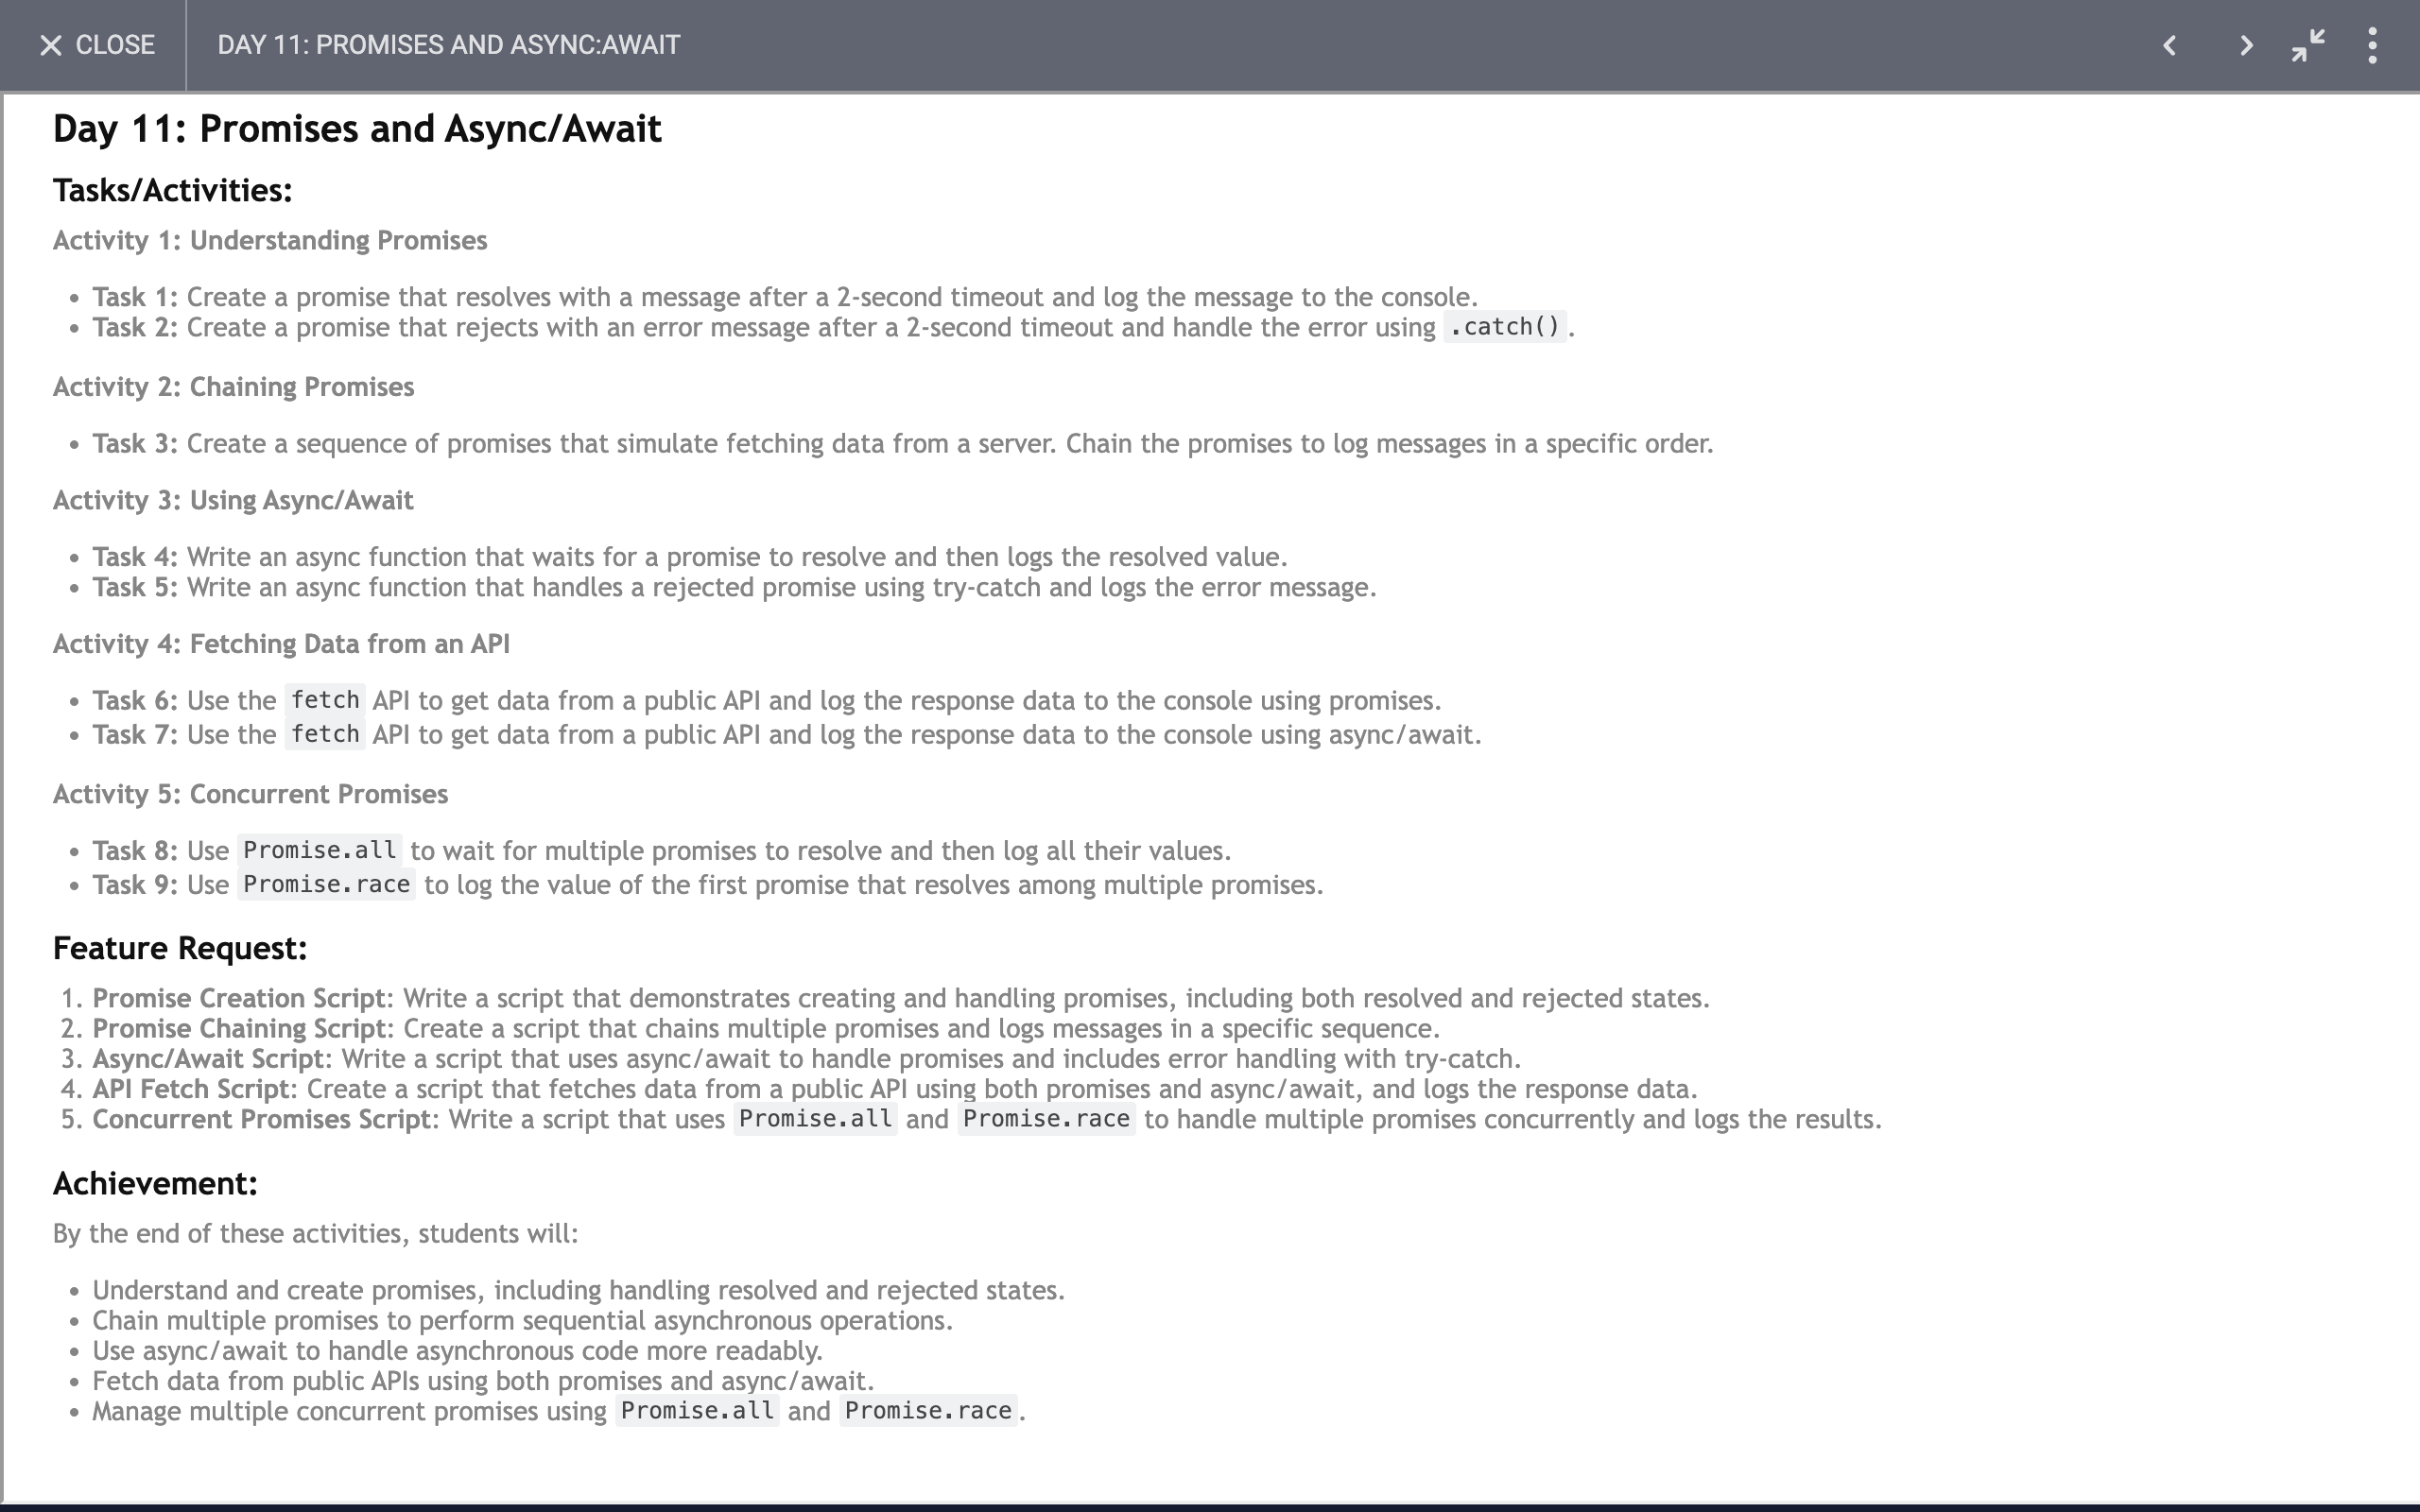 CLOSE
DAY 11: PROMISES AND ASYNC:AWAIT
Day 11: Promises and Async/Await
Tasks/Activities:
Activity 1: Understanding Promises
• Task 1: Create a promise that resolves with a message after a 2-second timeout and log the message to the console.
• Task 2: Create a promise that rejects with an error message after a 2-second timeout and handle the error using .catch().
Activity 2: Chaining Promises
• Task 3: Create a sequence of promises that simulate fetching data from a server. Chain the promises to log messages in a specific order.
Activity 3: Using Async/Await
• Task 4: Write an async function that waits for a promise to resolve and then logs the resolved value.
• Task 5: Write an async function that handles a rejected promise using try-catch and logs the error message.
Activity 4: Fetching Data from an API
• Task 6: Use the fetch API to get data from a public API and log the response data to the console using promises.
• Task 7: Use the fetch API to get data from a public API and log the response data to the console using async/await.
Activity 5: Concurrent Promises
• Task 8: Use Promise.all to wait for multiple promises to resolve and then log all their values.
• Task 9: Use Promise.race to log the value of the first promise that resolves among multiple promises.
Feature Request:
1. Promise Creation Script: Write a script that demonstrates creating and handling promises, including both resolved and rejected states.
2. Promise Chaining Script: Create a script that chains multiple promises and logs messages in a specific sequence.
3. Async/Await Script: Write a script that uses async/await to handle promises and includes error handling with try-catch.
4. API Fetch Script: Create a script that fetches data from a public API using both promises and async/await, and logs the response data.
5. Concurrent Promises Script: Write a script that uses Promise.all and Promise.race to handle multiple promises concurrently and logs the results.
Achievement:
By the end of these activities, students will:
• Understand and create promises, including handling resolved and rejected states.
• Chain multiple promises to perform sequential asynchronous operations.
• Use async/await to handle asynchronous code more readably.
• Fetch data from public APIs using both promises and async/await.
• Manage multiple concurrent promises using Promise.all and Promise.race.